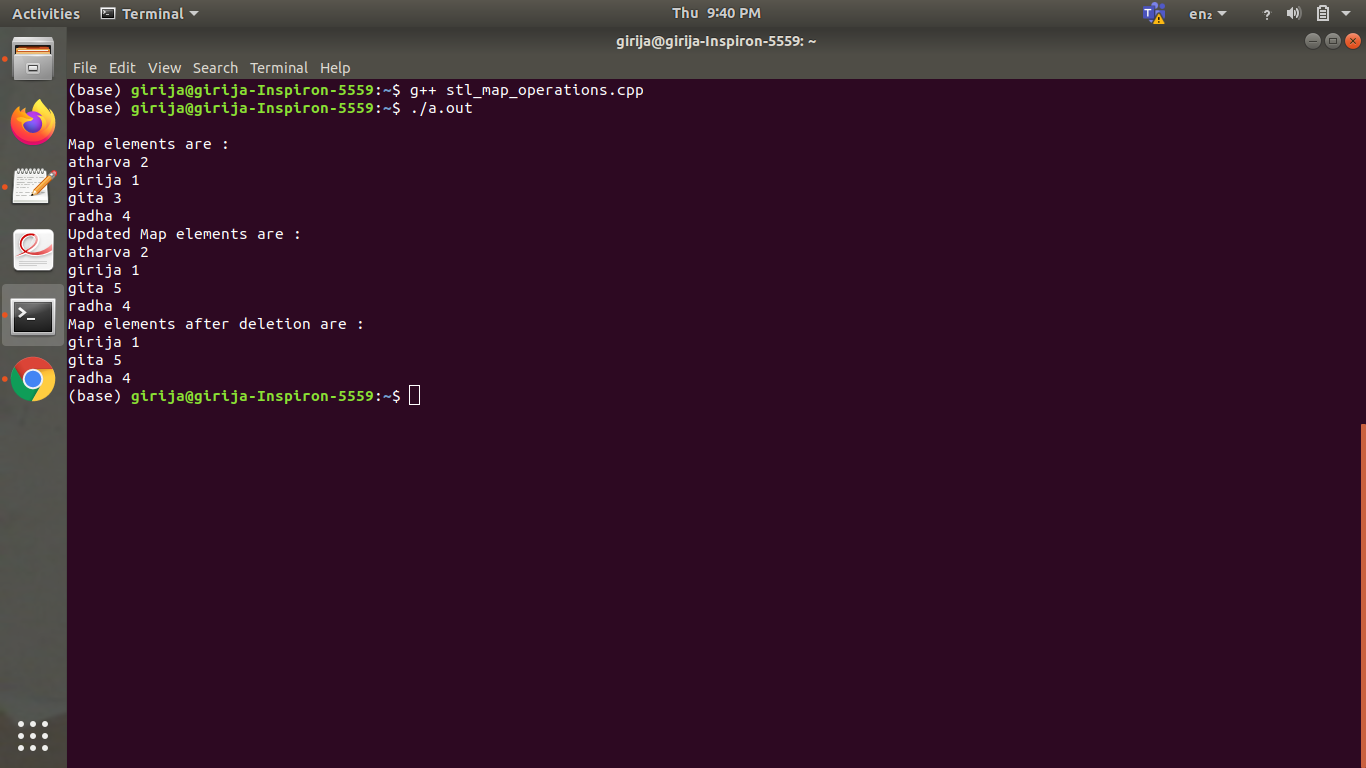 Activities Terminal Thu 9:40 PM en₂ ?
girija@girija-Inspiron-5559: ~
File Edit View Search Terminal Help
(base) girija@girija-Inspiron-5559:~$ g++ stl_map_operations.cpp
(base) girija@girija-Inspiron-5559:~$ ./a.out
Map elements are :
atharva 2
girija 1
gita 3
radha 4
Updated Map elements are :
atharva 2
girija 1
gita 5
radha 4
Map elements after deletion are :
girija 1
gita 5
radha 4
(base) girija@girija-Inspiron-5559:~$